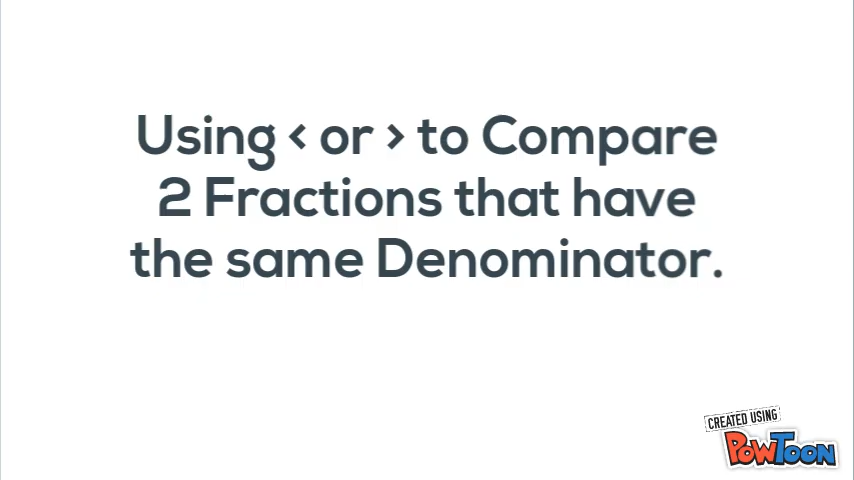 Using < or > to Compare
2 Fractions that have
the same Denominator.
CREATED USING
POWTOON